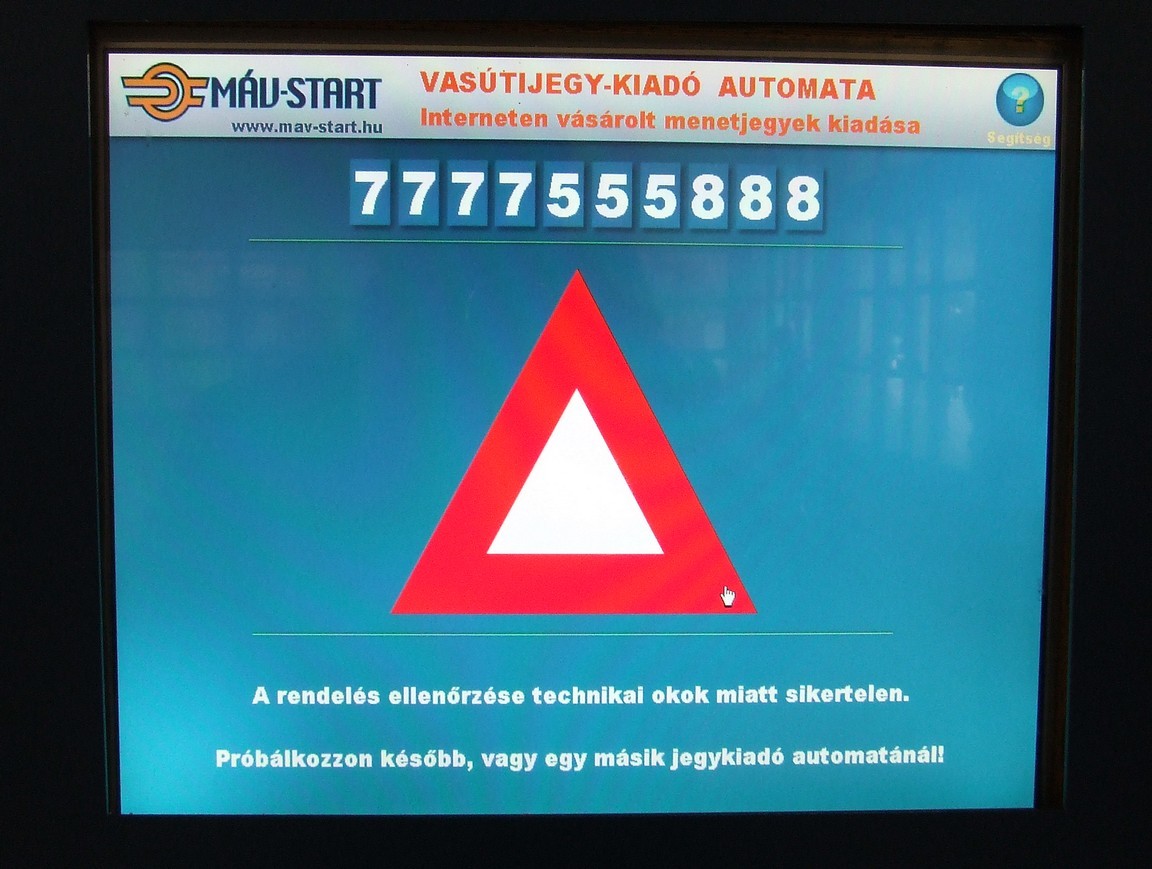 MÁV-START
www.mav-start.hu
VASÚTIJEGY-KIADÓ AUTOMATA
Interneten vásárolt menetjegyek kiadása
?
Segítség
7777555888
A rendelés ellenőrzése technikai okok miatt sikertelen.
Próbálkozzon később, vagy egy másik jegykiadó automatánál!